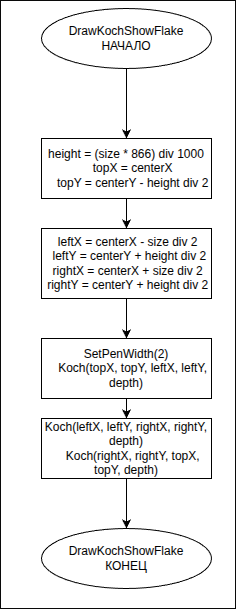 DrawKochShowFlake
НАЧАЛО
height = (size * 866) div 1000
topX = centerX
topY = centerY - height div 2
leftX = centerX - size div 2
leftY = centerY + height div 2
rightX = centerX + size div 2
rightY = centerY + height div 2
SetPenWidth(2)
Koch(topX, topY, leftX, leftY,
depth)
Koch(leftX, leftY, rightX, rightY,
depth)
Koch(rightX, rightY, topX,
topY, depth)
DrawKochShowFlake
КОНЕЦ